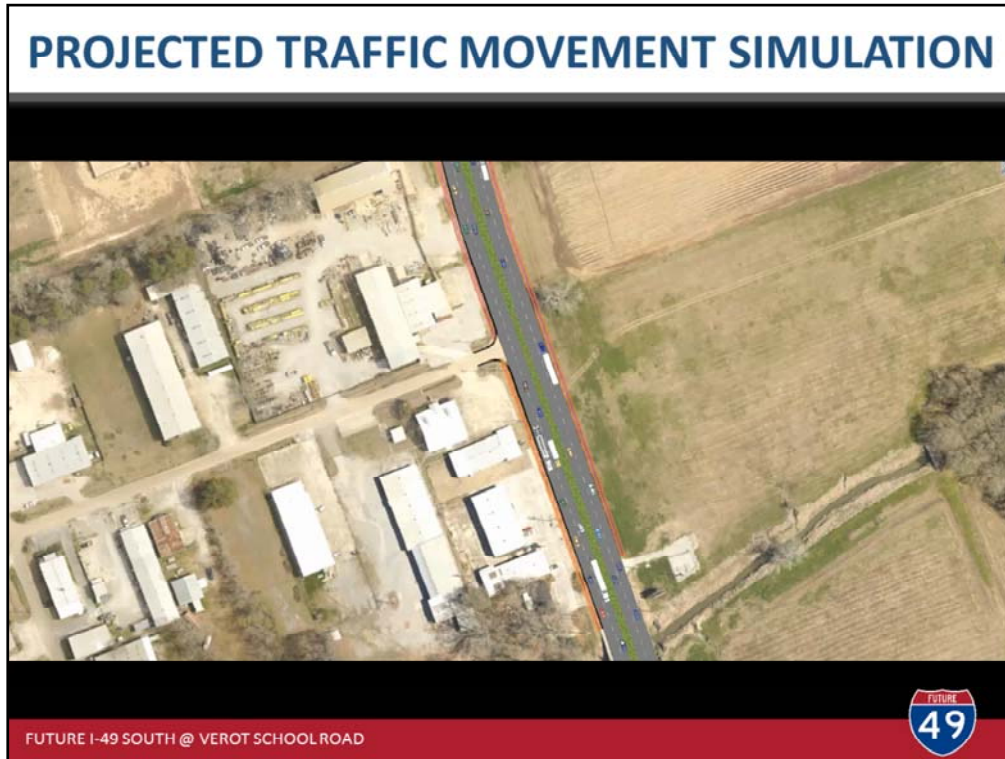 PROJECTED TRAFFIC MOVEMENT SIMULATION
FUTURE I-49 SOUTH @ VEROT SCHOOL ROAD
FUTURE
49